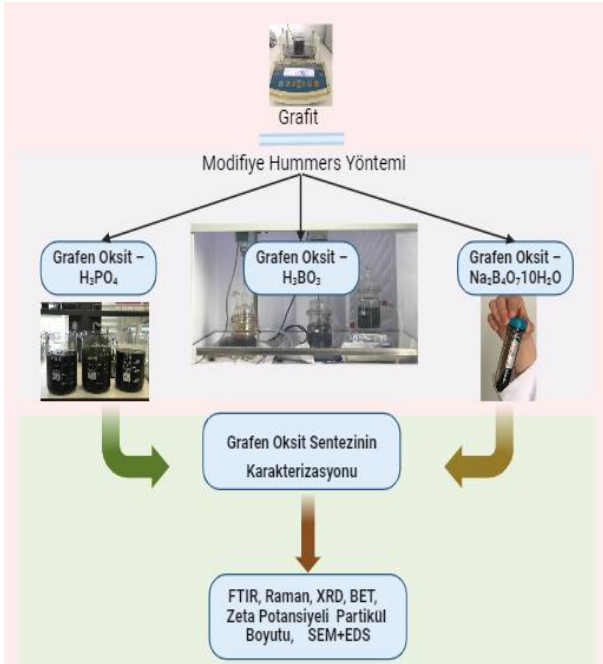 Grafit
Modifiye Hummers Yöntemi
Grafen Oksit –
H₃PO₄
Grafen Oksit –
H₃BO₃
Grafen Oksit –
Na₂B₄O₇10H₂O
Grafen Oksit Sentezinin
Karakterizasyonu
FTIR, Raman, XRD, BET,
Zeta Potansiyeli Partikül
Boyutu, SEM+EDS